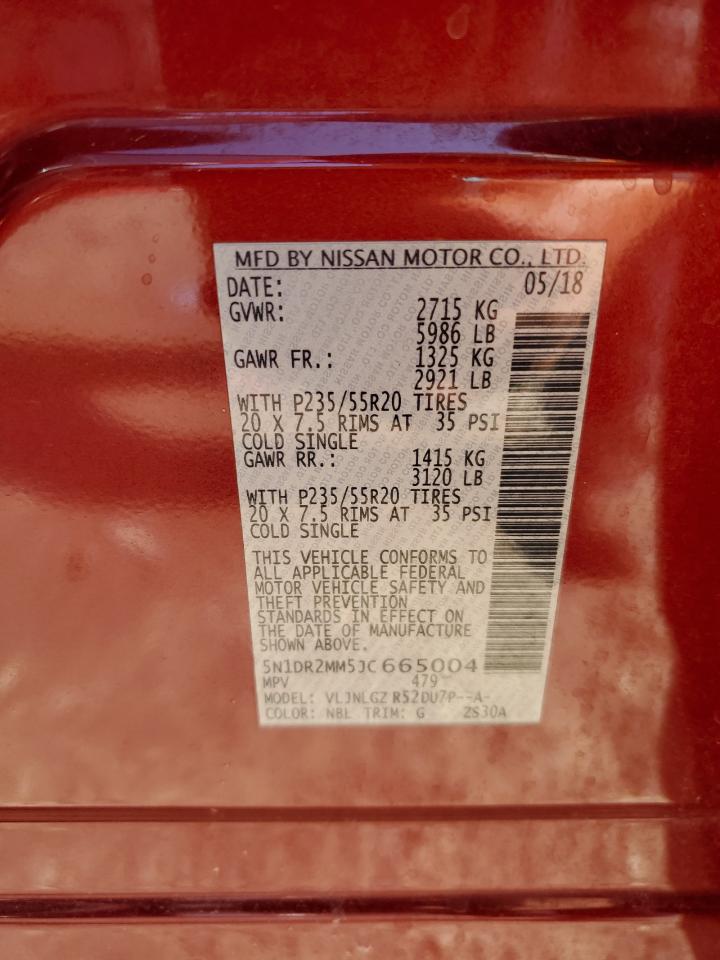 MFD BY NISSAN MOTOR CO., LTD.
DATE: 05/18
GVWR: 2715 KG
5986 LB
GAWR FR.: 1325 KG
2921 LB
WITH P235/55R20 TIRES
20 X 7.5 RIMS AT 35 PSI
COLD SINGLE
GAWR RR.: 1415 KG
3120 LB
WITH P235/55R20 TIRES
20 X 7.5 RIMS AT 35 PSI
COLD SINGLE
THIS VEHICLE CONFORMS TO
ALL APPLICABLE FEDERAL
MOTOR VEHICLE SAFETY AND
THEFT PREVENTION
STANDARDS IN EFFECT ON
THE DATE OF MANUFACTURE
SHOWN ABOVE.
5N1DR2MM5JC665004
MPV 479
MODEL: VLJNLGZ R52DU7P--A-
COLOR: NBL TRIM: G ZS30A